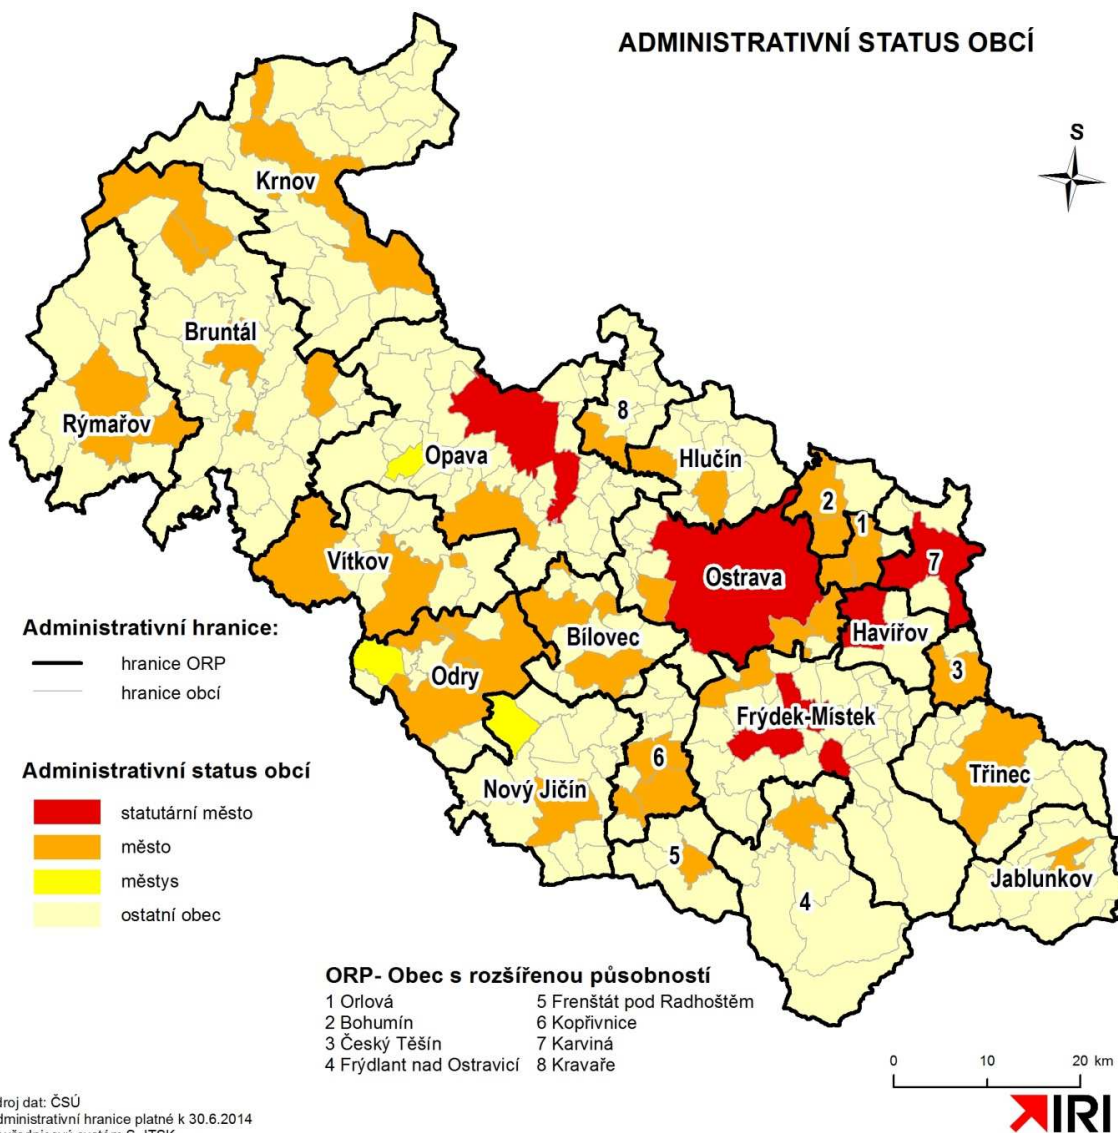 ADMINISTRATIVNÍ STATUS OBCÍ
S
Krnov
Bruntál
Rýmařov
8
Opava
Hlučín
2
1
Vítkov
Ostrava
7
Administrativní hranice:
hranice ORP
hranice obcí
Bílovec
Havířov
Odry
3
Frýdek-Místek
6
Třinec
Nový Jičín
Administrativní status obcí
statutární město
město
městys
ostatní obec
5
4
Jablunkov
ORP- Obec s rozšířenou působností
1 Orlová
2 Bohumín
3 Český Těšín
4 Frýdlant nad Ostravicí
5 Frenštát pod Radhoštěm
6 Kopřivnice
7 Karviná
8 Kravaře
0 10 20 km
IRI
droj dat: ČSÚ
dministrativní hranice platné k 30.6.2014